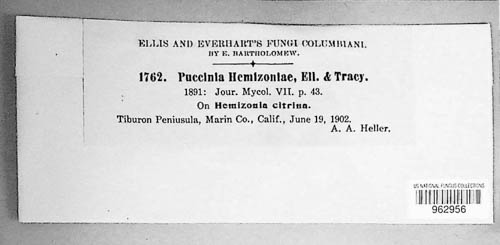 ELLIS AND EVERHART'S FUNGI COLUMBIANI.
BY E. BARTHOLOMEW.
1762. Puccinia Hemizoniae, Ell. & Tracy.
1891: Jour. Mycol. VII. p. 43.
On Hemizonia citrina.
Tiburon Peniusula, Marin Co., Calif., June 19, 1902.
A. A. Heller.
US NATIONAL FUNGUS COLLECTIONS
962956